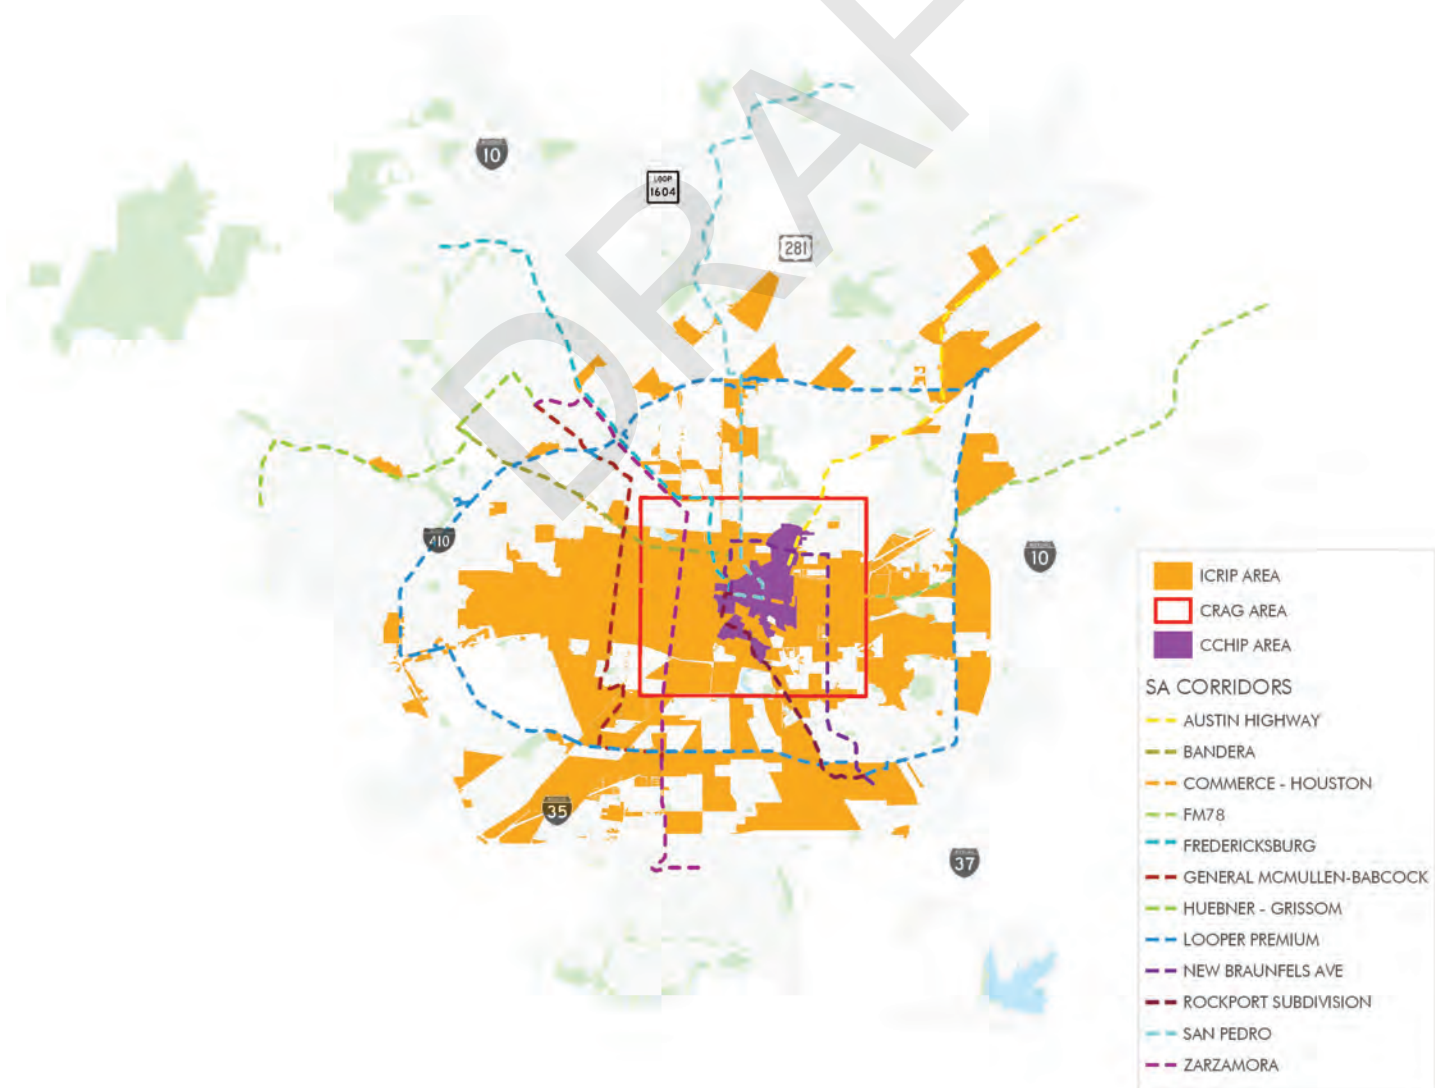 DRAF
10
LOOP
1604
281
410
10
35
37
ICRIP AREA
CRAG AREA
CCHIP AREA
SA CORRIDORS
AUSTIN HIGHWAY
BANDERA
COMMERCE - HOUSTON
FM78
FREDERICKSBURG
GENERAL MCMULLEN-BABCOCK
HUEBNER - GRISSOM
LOOPER PREMIUM
NEW BRAUNFELS AVE
ROCKPORT SUBDIVISION
SAN PEDRO
ZARZAMORA